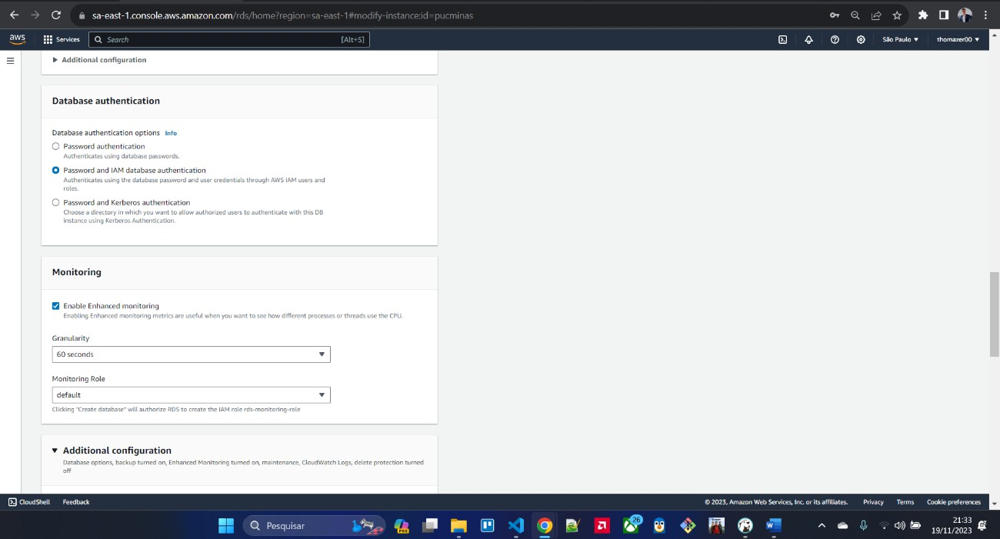 sa-east-1.console.aws.amazon.com/rds/home?region=sa-east-1#modify-instance:id=pucminas
aws
Services
Search
[Alt+S]
São Paulo
thomazer00
Additional configuration
Database authentication
Database authentication options Info
Password authentication
Authenticates using database passwords.
Password and IAM database authentication
Authenticates using the database password and user credentials through AWS IAM users and
roles.
Password and Kerberos authentication
Choose a directory in which you want to allow authorized users to authenticate with this DB
instance using Kerberos Authentication.
Monitoring
Enable Enhanced monitoring
Enabling Enhanced monitoring metrics are useful when you want to see how different processes or threads use the CPU.
Granularity
60 seconds
Monitoring Role
default
Clicking "Create database" will authorize RDS to create the IAM role rds-monitoring-role
Additional configuration
Database options, backup turned on, Enhanced Monitoring turned on, maintenance, CloudWatch Logs, delete protection turned
off
CloudShell
Feedback
© 2023, Amazon Web Services, Inc. or its affiliates.
Privacy
Terms
Cookie preferences
Pesquisar
PRE
26
W
21:33
19/11/2023